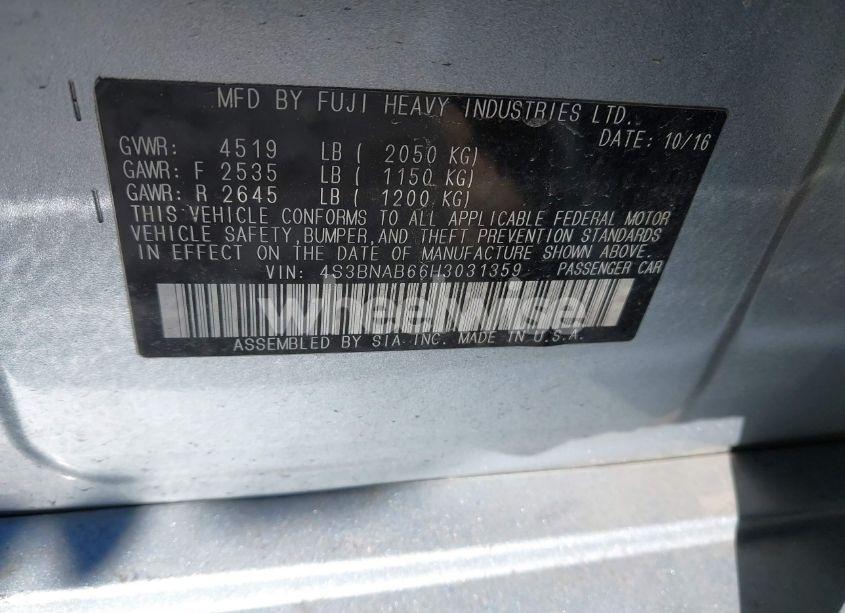 MFD BY FUJI HEAVY INDUSTRIES LTD.
DATE: 10/16
GVWR: 4519 LB ( 2050 KG)
GAWR: F 2535 LB ( 1150 KG)
GAWR: R 2645 LB ( 1200 KG)
THIS VEHICLE CONFORMS TO ALL APPLICABLE FEDERAL MOTOR
VEHICLE SAFETY,BUMPER,AND THEFT PREVENTION STANDARDS
IN EFFECT ON THE DATE OF MANUFACTURE SHOWN ABOVE.
VIN: 4S3BNAB66H3031359 PASSENGER CAR
wheelwise
ASSEMBLED BY SIA INC. MADE IN U.S.A.